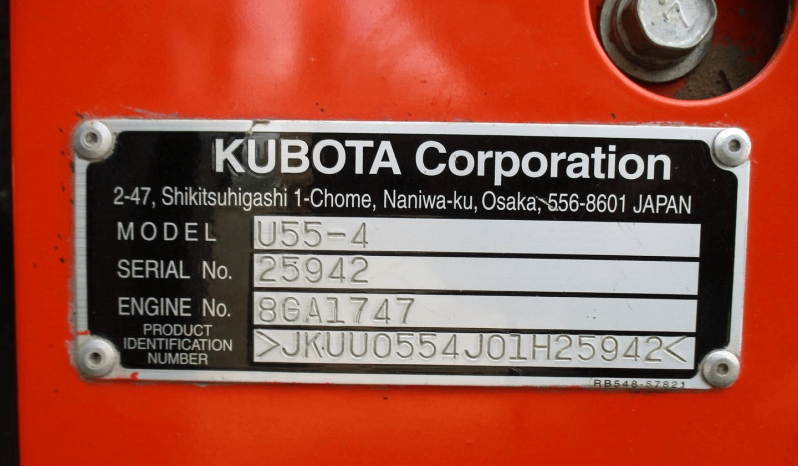 KUBOTA Corporation
2-47, Shikitsuhigashi 1-Chome, Naniwa-ku, Osaka, 556-8601 JAPAN
MODEL U55-4
SERIAL No. 25942
ENGINE No. 8GA1747
PRODUCT
IDENTIFICATION
NUMBER
>JKUU0554J01H25942<
RB548-57821